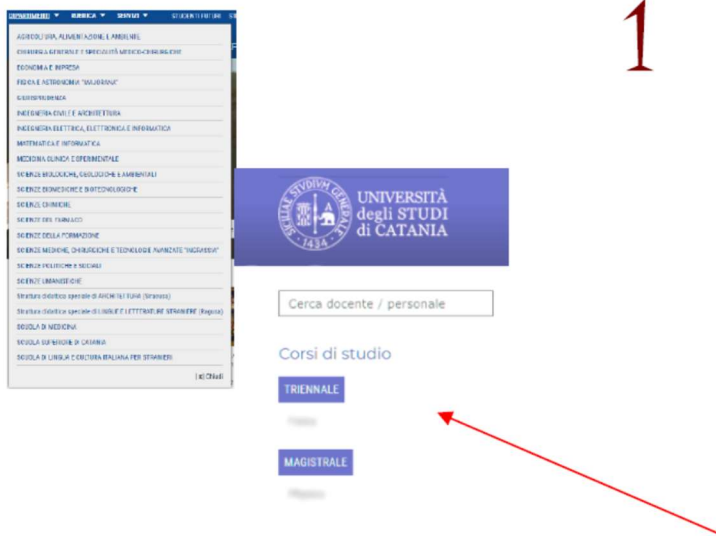 DIPARTIMENTI ▼ RUBRICA ▼ SERVIZI ▼ STUDENTI FUTURI
1
AGRICOLTURA, ALIMENTAZIONE E AMBIENTE
CHIRURGIA GENERALE E SPECIALITÀ MEDICO-CHIRURGICHE
ECONOMIA E IMPRESA
FISICA E ASTRONOMIA "MAJORANA"
GIURISPRUDENZA
INGEGNERIA CIVILE E ARCHITETTURA
INGEGNERIA ELETTRICA, ELETTRONICA E INFORMATICA
MATEMATICA E INFORMATICA
MEDICINA CLINICA E SPERIMENTALE
SCIENZE BIOLOGICHE, GEOLOGICHE E AMBIENTALI
SCIENZE BIOMEDICHE E BIOTECNOLOGICHE
SCIENZE CHIMICHE
SCIENZE DEL FARMACO
SCIENZE DELLA FORMAZIONE
SCIENZE MEDICHE, CHIRURGICHE E TECNOLOGIE AVANZATE "INGRASSIA"
SCIENZE POLITICHE E SOCIALI
SCIENZE UMANISTICHE
Struttura didattica speciale di ARCHITETTURA (Siracusa)
Struttura didattica speciale di LINGUE E LETTERATURE STRANIERE (Ragusa)
SCUOLA DI MEDICINA
SCUOLA SUPERIORE DI CATANIA
SCUOLA DI LINGUA E CULTURA ITALIANA PER STRANIERI
[x] Chiudi
SICILIAE STVDIVM GENERALE
1434
UNIVERSITÀ
degli STUDI
di CATANIA
Cerca docente / personale
Corsi di studio
TRIENNALE
MAGISTRALE